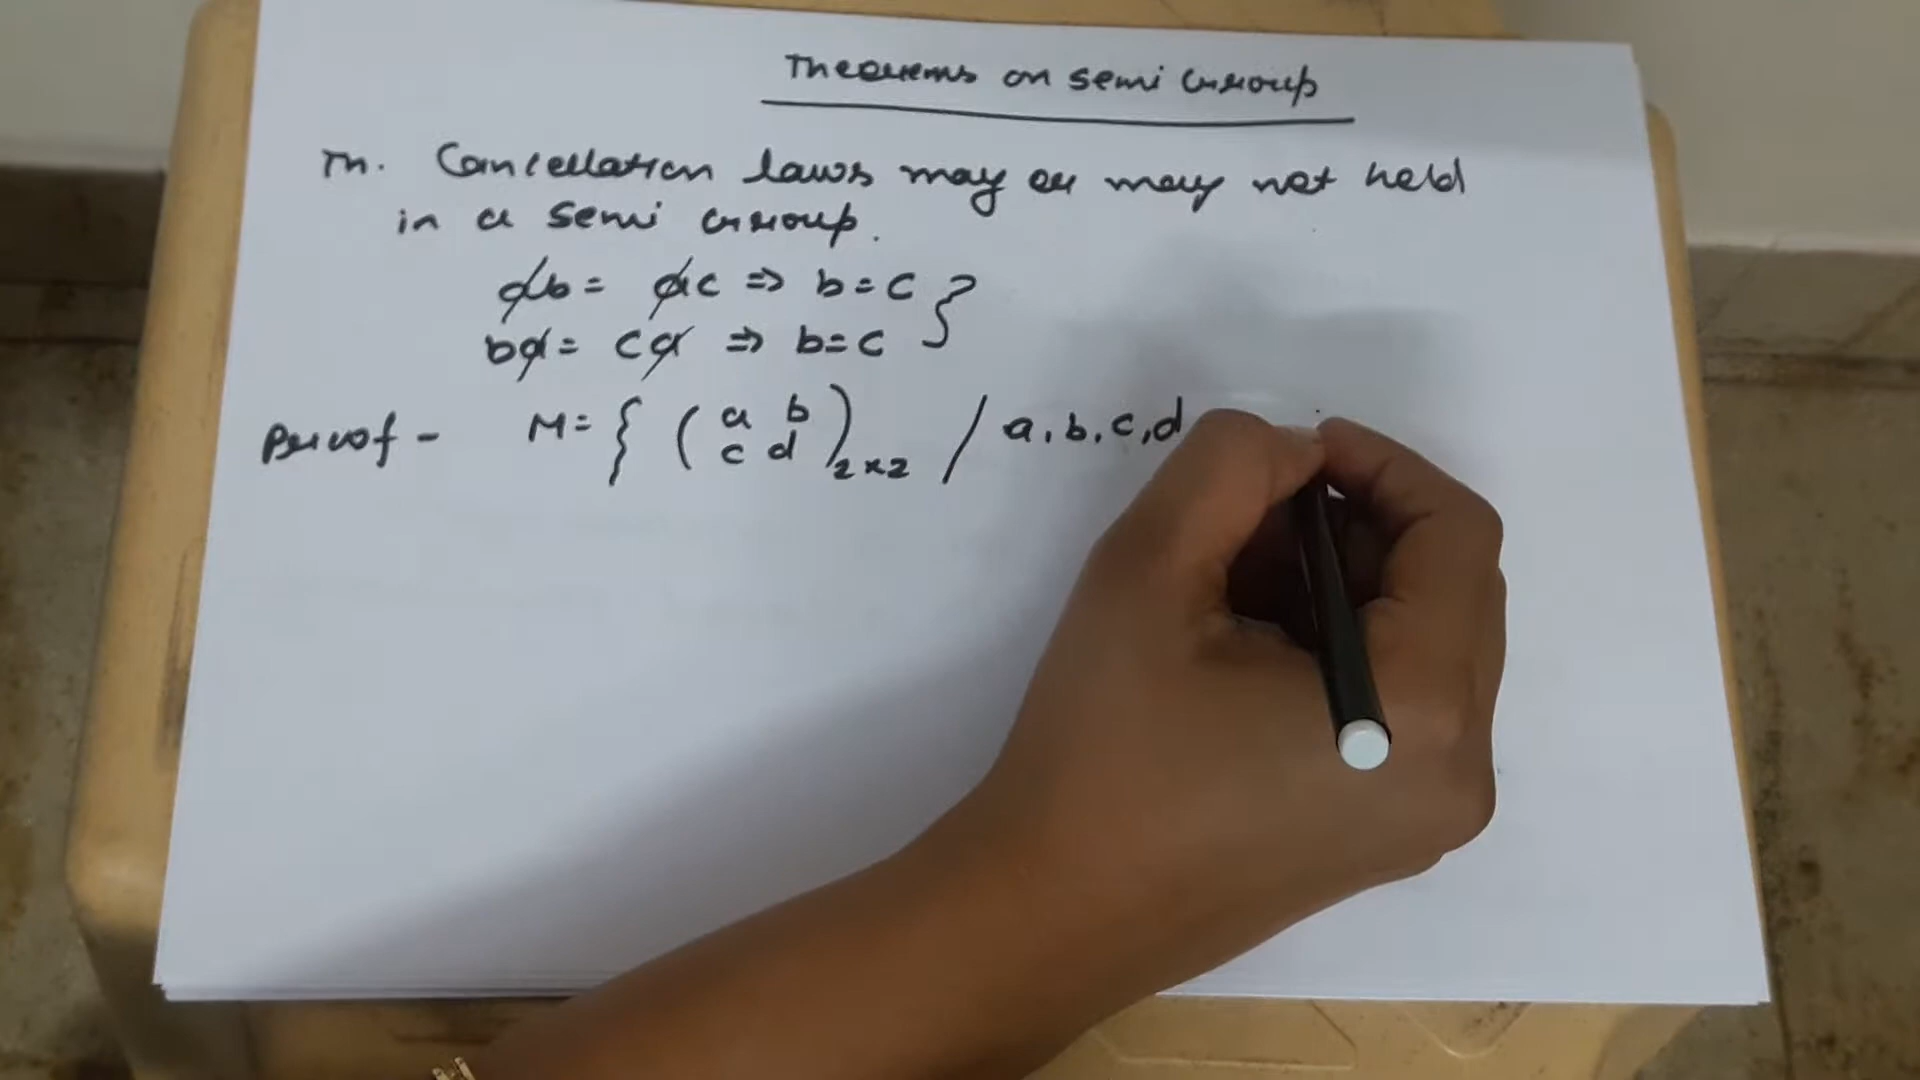 Theorems on semi Group
Th. Cancellation laws may or may not hold
in a semi Group.
ab = ac ⇒ b = c }
ba = ca ⇒ b = c
Proof - M = { ( a b
c d ) 2×2 / a, b, c, d